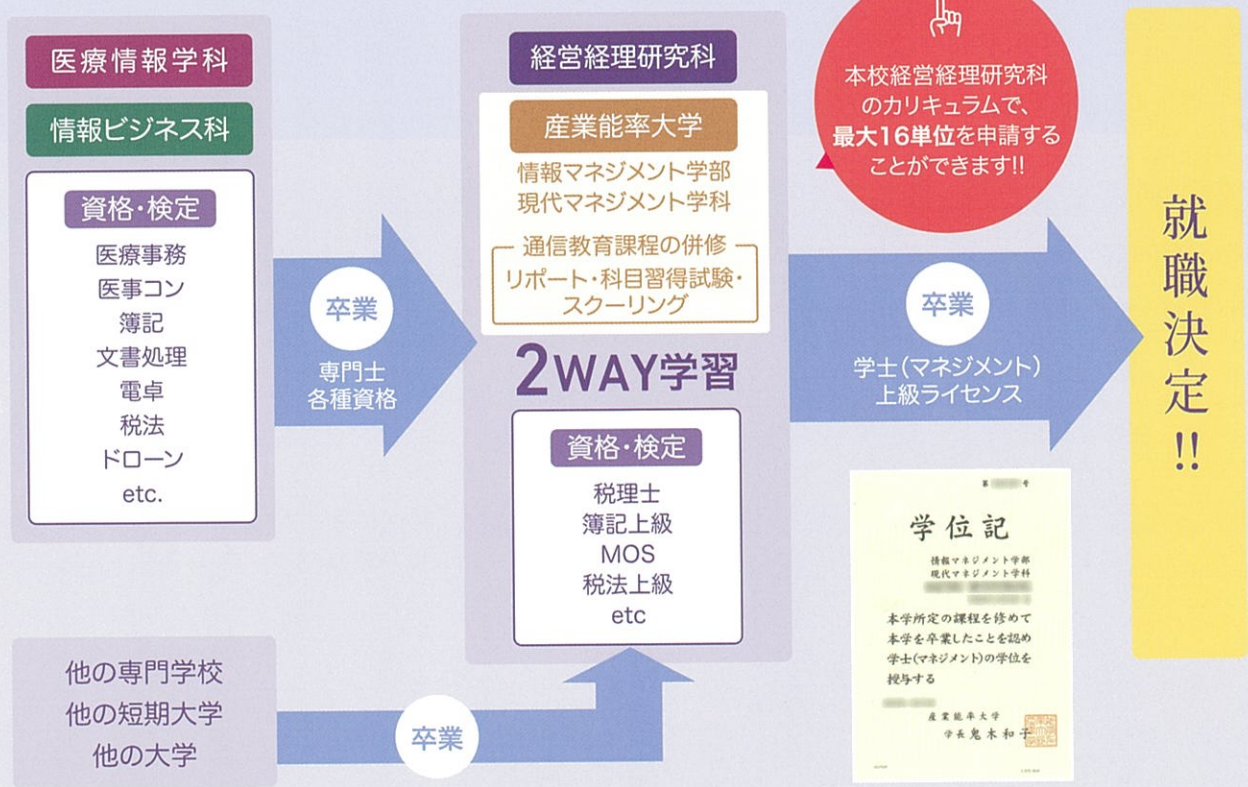 医療情報学科
情報ビジネス科
資格・検定
医療事務
医事コン
簿記
文書処理
電卓
税法
ドローン
etc.
卒業
専門士
各種資格
他の専門学校
他の短期大学
他の大学
卒業
経営経理研究科
産業能率大学
情報マネジメント学部
現代マネジメント学科
通信教育課程の併修
リポート・科目習得試験・
スクーリング
2WAY学習
資格・検定
税理士
簿記上級
MOS
税法上級
etc
本校経営経理研究科
のカリキュラムで、
最大16単位を申請する
ことができます!!
卒業
学士(マネジメント)
上級ライセンス
第 号
学位記
情報マネジメント学部
現代マネジメント学科
本学所定の課程を修めて
本学を卒業したことを認め
学士(マネジメント)の学位を
授与する
産業能率大学
学長 鬼木和子
就職決定!!